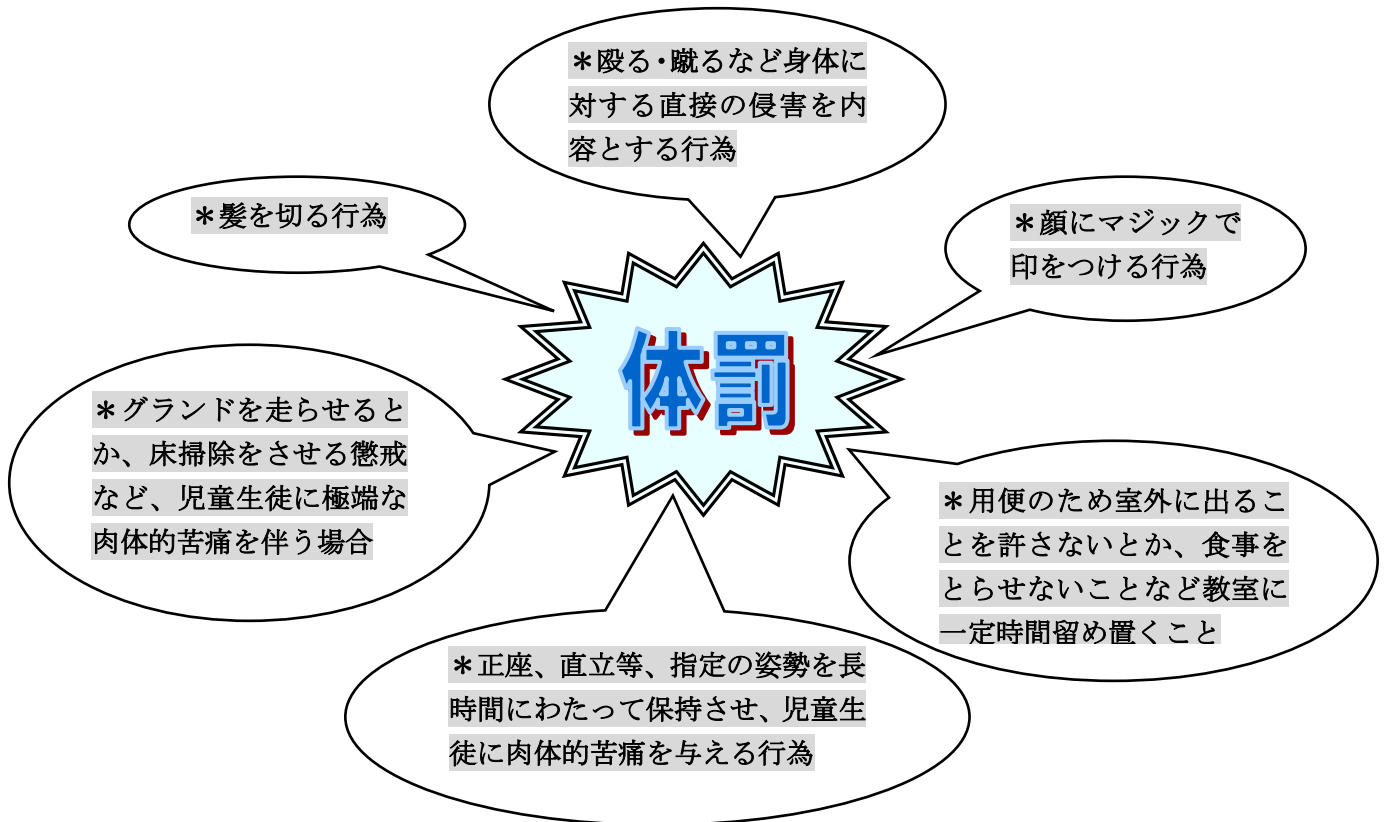 ＊殴る・蹴るなど身体に
対する直接の侵害を内
容とする行為
＊髪を切る行為
＊顔にマジックで
印をつける行為
体罰
＊グランドを走らせると
か、床掃除をさせる懲戒
など、児童生徒に極端な
肉体的苦痛を伴う場合
＊用便のため室外に出るこ
とを許さないとか、食事を
とらせないことなど教室に
一定時間留め置くこと
＊正座、直立等、指定の姿勢を長
時間にわたって保持させ、児童生
徒に肉体的苦痛を与える行為